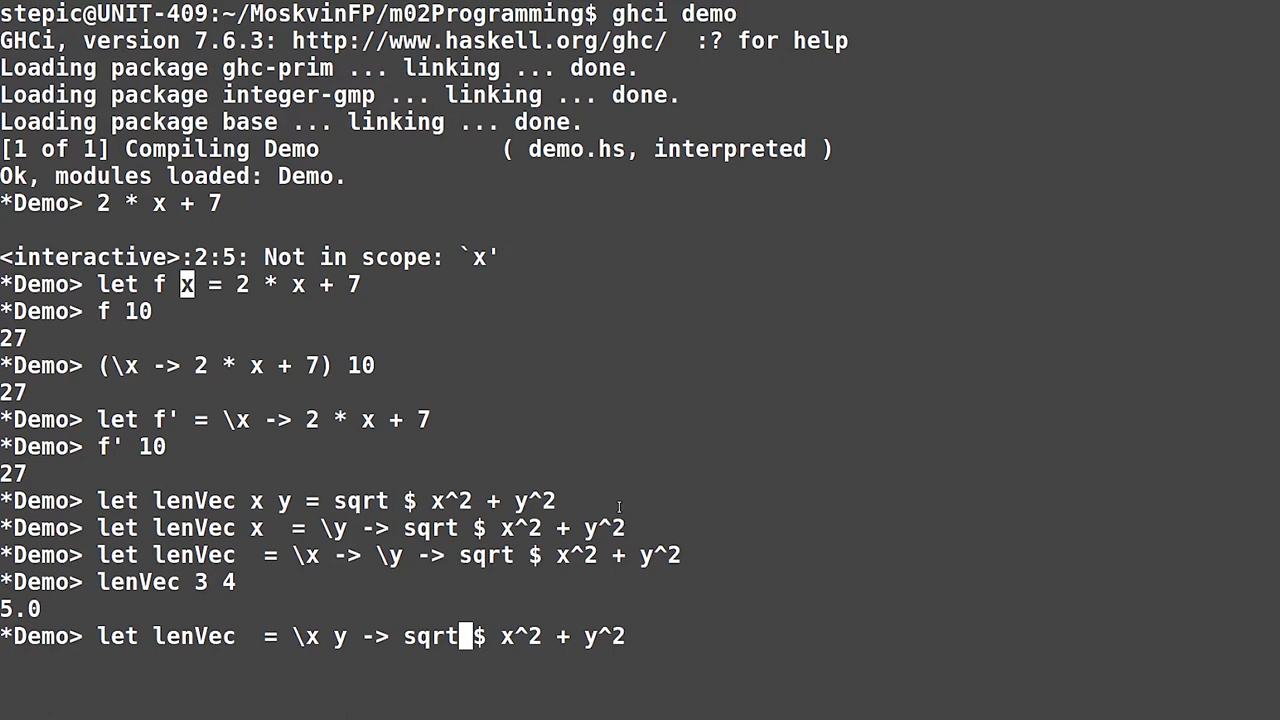 stepic@UNIT-409:~/MoskvinFP/m02Programming$ ghci demo
GHCi, version 7.6.3: http://www.haskell.org/ghc/  :? for help
Loading package ghc-prim ... linking ... done.
Loading package integer-gmp ... linking ... done.
Loading package base ... linking ... done.
[1 of 1] Compiling Demo             ( demo.hs, interpreted )
Ok, modules loaded: Demo.
*Demo> 2 * x + 7
<interactive>:2:5: Not in scope: `x'
*Demo> let f x = 2 * x + 7
*Demo> f 10
27
*Demo> (\x -> 2 * x + 7) 10
27
*Demo> let f' = \x -> 2 * x + 7
*Demo> f' 10
27
*Demo> let lenVec x y = sqrt $ x^2 + y^2
*Demo> let lenVec x  = \y -> sqrt $ x^2 + y^2
*Demo> let lenVec  = \x -> \y -> sqrt $ x^2 + y^2
*Demo> lenVec 3 4
5.0
*Demo> let lenVec  = \x y -> sqrt $ x^2 + y^2